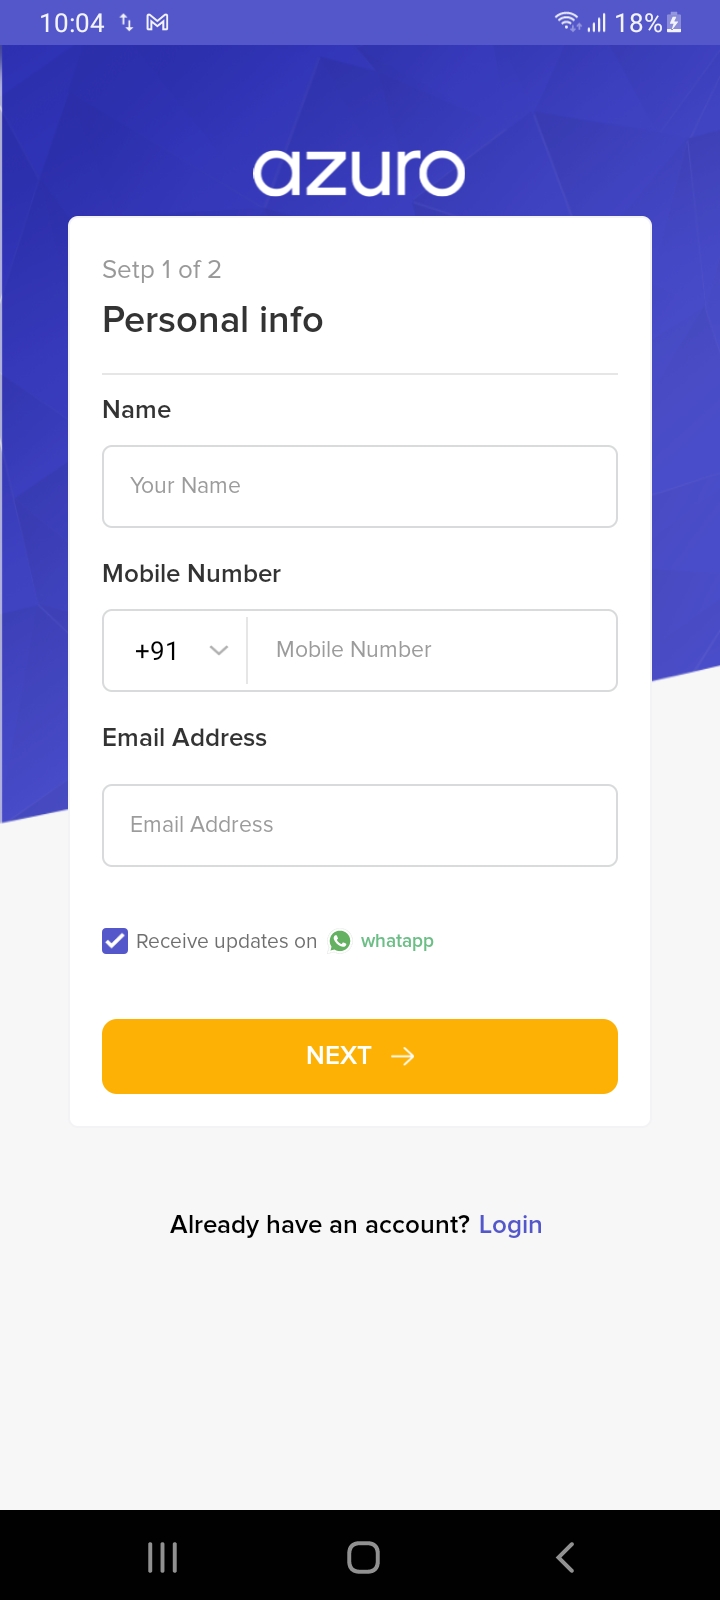 10:04 18%
azuro
Setp 1 of 2
Personal info
Name
Your Name
Mobile Number
+91 Mobile Number
Email Address
Email Address
Receive updates on whatapp
NEXT
Already have an account? Login